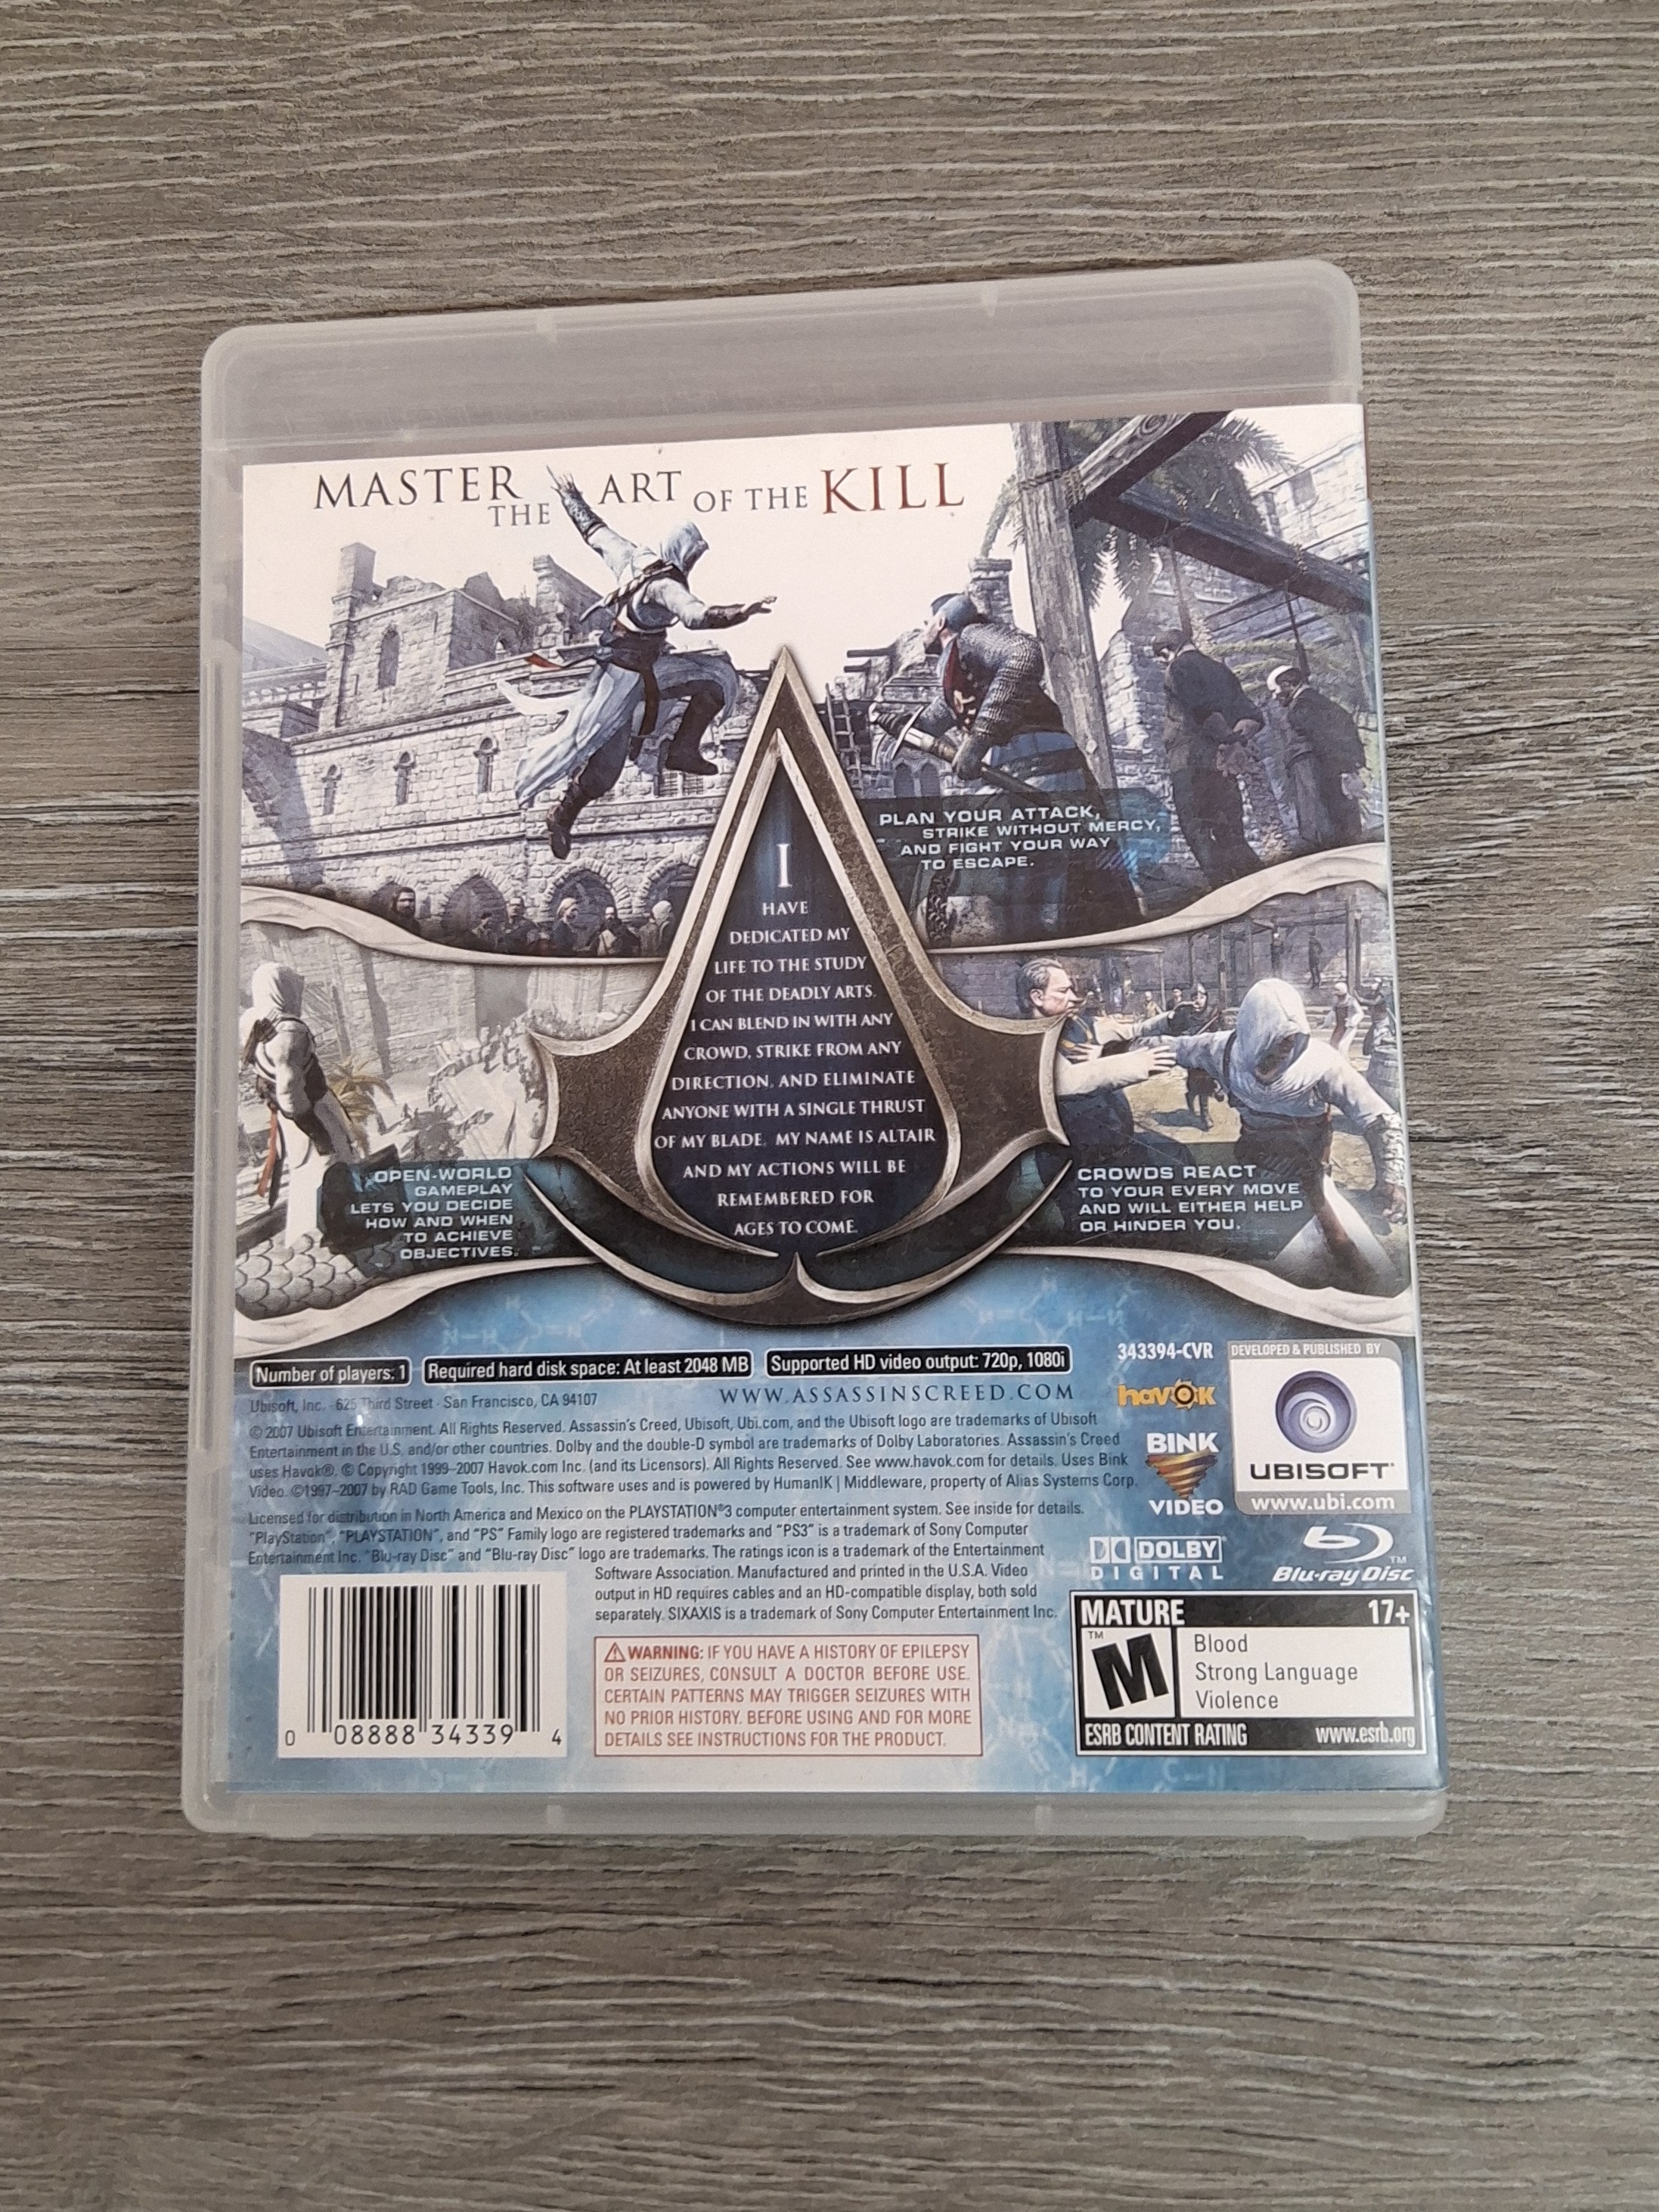 MASTER THE ART OF THE KILL
PLAN YOUR ATTACK,
STRIKE WITHOUT MERCY,
AND FIGHT YOUR WAY
TO ESCAPE.
I
HAVE
DEDICATED MY
LIFE TO THE STUDY
OF THE DEADLY ARTS.
I CAN BLEND IN WITH ANY
CROWD, STRIKE FROM ANY
DIRECTION, AND ELIMINATE
ANYONE WITH A SINGLE THRUST
OF MY BLADE. MY NAME IS ALTAIR
AND MY ACTIONS WILL BE
REMEMBERED FOR
AGES TO COME.
OPEN-WORLD
GAMEPLAY
LETS YOU DECIDE
HOW AND WHEN
TO ACHIEVE
OBJECTIVES.
CROWDS REACT
TO YOUR EVERY MOVE
AND WILL EITHER HELP
OR HINDER YOU.
Number of players: 1
Required hard disk space: At least 2048 MB
Supported HD video output: 720p, 1080i
343394-CVR
DEVELOPED & PUBLISHED BY
UBISOFT
www.ubi.com
Ubisoft, Inc. · 625 Third Street · San Francisco, CA 94107
WWW.ASSASSINSCREED.COM
havok
© 2007 Ubisoft Entertainment. All Rights Reserved. Assassin's Creed, Ubisoft, Ubi.com, and the Ubisoft logo are trademarks of Ubisoft
Entertainment in the U.S. and/or other countries. Dolby and the double-D symbol are trademarks of Dolby Laboratories. Assassin's Creed
uses Havok®. © Copyright 1999-2007 Havok.com Inc. (and its Licensors). All Rights Reserved. See www.havok.com for details. Uses Bink
Video. ©1997-2007 by RAD Game Tools, Inc. This software uses and is powered by HumanIK | Middleware, property of Alias Systems Corp.
BINK
VIDEO
Licensed for distribution in North America and Mexico on the PLAYSTATION®3 computer entertainment system. See inside for details.
"PlayStation", "PLAYSTATION", and "PS" Family logo are registered trademarks and "PS3" is a trademark of Sony Computer
Entertainment Inc. "Blu-ray Disc" and "Blu-ray Disc" logo are trademarks. The ratings icon is a trademark of the Entertainment
Software Association. Manufactured and printed in the U.S.A. Video
output in HD requires cables and an HD-compatible display, both sold
separately. SIXAXIS is a trademark of Sony Computer Entertainment Inc.
DOLBY
DIGITAL
Blu-ray Disc™
WARNING: IF YOU HAVE A HISTORY OF EPILEPSY
OR SEIZURES, CONSULT A DOCTOR BEFORE USE.
CERTAIN PATTERNS MAY TRIGGER SEIZURES WITH
NO PRIOR HISTORY. BEFORE USING AND FOR MORE
DETAILS SEE INSTRUCTIONS FOR THE PRODUCT.
0 08888 34339 4
MATURE 17+
M™
Blood
Strong Language
Violence
ESRB CONTENT RATING www.esrb.org